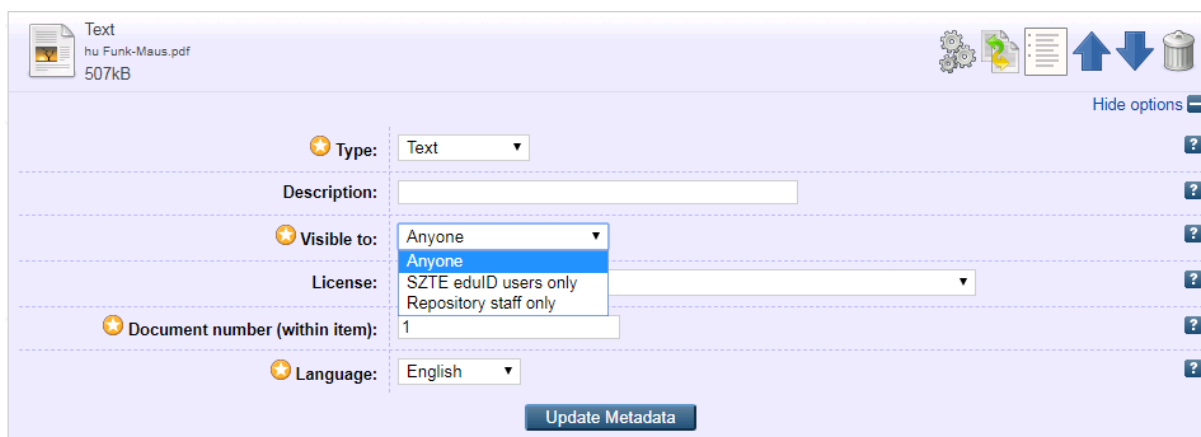 Text
hu Funk-Maus.pdf
507kB
Hide options
Type: Text
Description:
Visible to: Anyone
Anyone
SZTE eduID users only
Repository staff only
License:
Document number (within item): 1
Language: English
Update Metadata